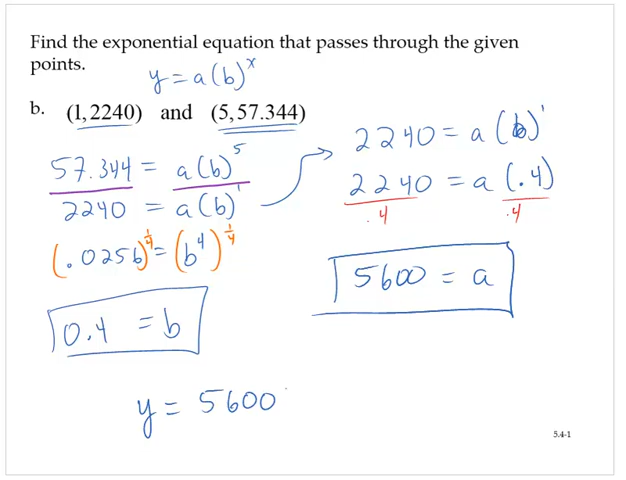 Find the exponential equation that passes through the given
points.
y = a(b)^x
b. (1, 2240) and (5, 57.344)
57.344 = a(b)^5
2240 = a(b)^1
(.0256)^1/4 = (b^4)^1/4
0.4 = b
2240 = a(b)^1
2240 = a(.4)
.4 .4
5600 = a
y = 5600
5.4-1